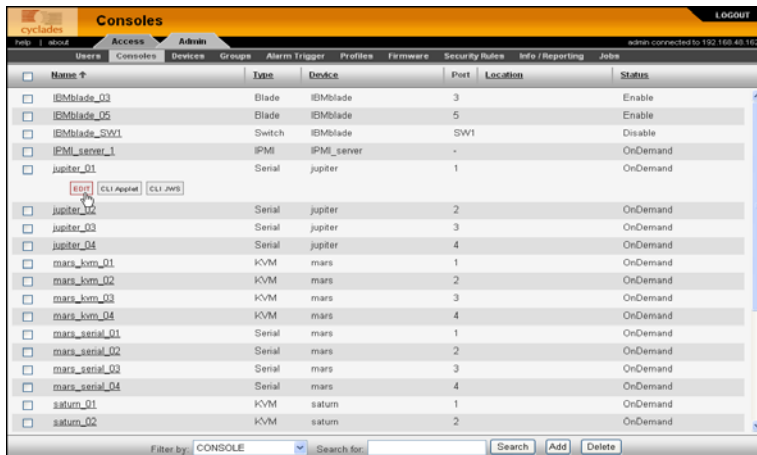 cyclades
Consoles
LOGOUT
help | about
Access
Admin
admin connected to 192.168.48.162
Users Consoles Devices Groups Alarm Trigger Profiles Firmware Security Rules Info / Reporting Jobs
Name ↑ Type Device Port Location Status
IBMblade_03 Blade IBMblade 3 Enable
IBMblade_05 Blade IBMblade 5 Enable
IBMblade_SW1 Switch IBMblade SW1 Disable
IPMI_server_1 IPMI IPMI_server - OnDemand
jupiter_01 Serial jupiter 1 OnDemand
EDIT CLI Applet CLI JWS
jupiter_02 Serial jupiter 2 OnDemand
jupiter_03 Serial jupiter 3 OnDemand
jupiter_04 Serial jupiter 4 OnDemand
mars_kvm_01 KVM mars 1 OnDemand
mars_kvm_02 KVM mars 2 OnDemand
mars_kvm_03 KVM mars 3 OnDemand
mars_kvm_04 KVM mars 4 OnDemand
mars_serial_01 Serial mars 1 OnDemand
mars_serial_02 Serial mars 2 OnDemand
mars_serial_03 Serial mars 3 OnDemand
mars_serial_04 Serial mars 4 OnDemand
saturn_01 KVM saturn 1 OnDemand
saturn_02 KVM saturn 2 OnDemand
Filter by: CONSOLE Search for: Search Add Delete